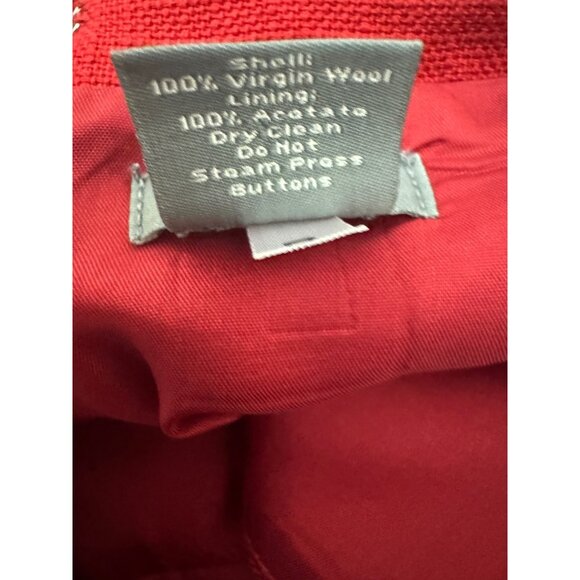 Shell:
100% Virgin Wool
Lining:
100% Acetate
Dry Clean
Do Not
Steam Press
Buttons